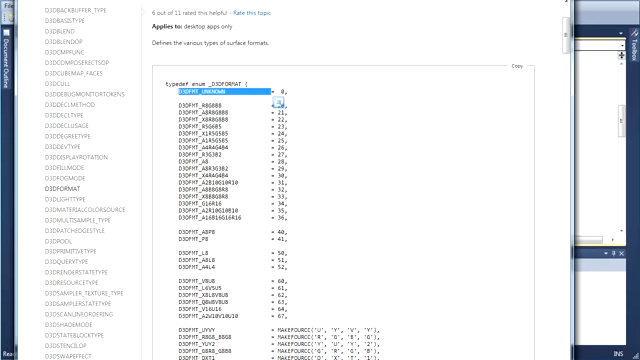 File
Document Outline
Toolbox
D3DBACKBUFFER_TYPE
D3DBASISTYPE
D3DBLEND
D3DBLENDOP
D3DCMPFUNC
D3DCOMPOSERECTSOP
D3DCUBEMAP_FACES
D3DCULL
D3DDEBUGMONITORTOKENS
D3DDECLMETHOD
D3DDECLTYPE
D3DDECLUSAGE
D3DDEGREETYPE
D3DDEVTYPE
D3DDISPLAYROTATION
D3DFILLMODE
D3DFOGMODE
D3DFORMAT
D3DLIGHTTYPE
D3DMATERIALCOLORSOURCE
D3DMULTISAMPLE_TYPE
D3DPATCHEDGESTYLE
D3DPOOL
D3DPRIMITIVETYPE
D3DQUERYTYPE
D3DRENDERSTATETYPE
D3DRESOURCETYPE
D3DSAMPLER_TEXTURE_TYPE
D3DSAMPLERSTATETYPE
D3DSCANLINEORDERING
D3DSHADEMODE
D3DSTATEBLOCKTYPE
D3DSTENCILOP
D3DSWAPEFFECT
6 out of 11 rated this helpful - Rate this topic
Applies to: desktop apps only
Defines the various types of surface formats.
Copy
typedef enum _D3DFORMAT {
D3DFMT_UNKNOWN = 0,
D3DFMT_R8G8B8
D3DFMT_A8R8G8B8 = 21,
D3DFMT_X8R8G8B8 = 22,
D3DFMT_R5G6B5 = 23,
D3DFMT_X1R5G5B5 = 24,
D3DFMT_A1R5G5B5 = 25,
D3DFMT_A4R4G4B4 = 26,
D3DFMT_R3G3B2 = 27,
D3DFMT_A8 = 28,
D3DFMT_A8R3G3B2 = 29,
D3DFMT_X4R4G4B4 = 30,
D3DFMT_A2B10G10R10 = 31,
D3DFMT_A8B8G8R8 = 32,
D3DFMT_X8B8G8R8 = 33,
D3DFMT_G16R16 = 34,
D3DFMT_A2R10G10B10 = 35,
D3DFMT_A16B16G16R16 = 36,
D3DFMT_A8P8 = 40,
D3DFMT_P8 = 41,
D3DFMT_L8 = 50,
D3DFMT_A8L8 = 51,
D3DFMT_A4L4 = 52,
D3DFMT_V8U8 = 60,
D3DFMT_L6V5U5 = 61,
D3DFMT_X8L8V8U8 = 62,
D3DFMT_Q8W8V8U8 = 63,
D3DFMT_V16U16 = 64,
D3DFMT_A2W10V10U10 = 67,
D3DFMT_UYVY = MAKEFOURCC('U', 'Y', 'V', 'Y'),
D3DFMT_R8G8_B8G8 = MAKEFOURCC('R', 'G', 'B', 'G'),
D3DFMT_YUY2 = MAKEFOURCC('Y', 'U', 'Y', '2'),
D3DFMT_G8R8_G8B8 = MAKEFOURCC('G', 'R', 'G', 'B'),
D3DFMT_DXT1 = MAKEFOURCC('D', 'X', 'T', '1'),
INS